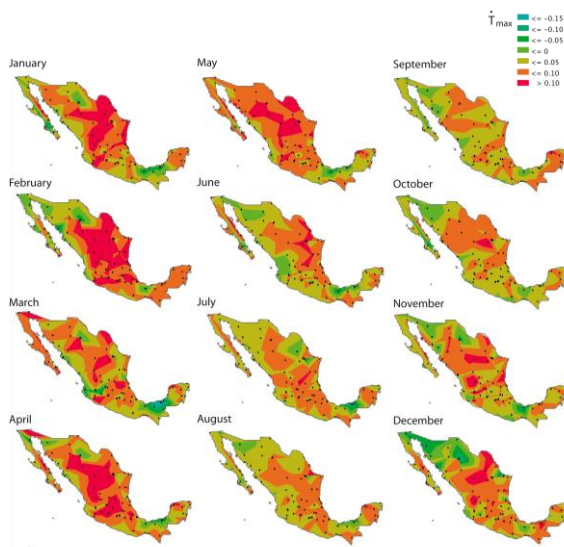 Ṫmax
<= -0.15
<= -0.10
<= -0.05
<= 0
<= 0.05
<= 0.10
> 0.10
January
May
September
February
June
October
March
July
November
April
August
December